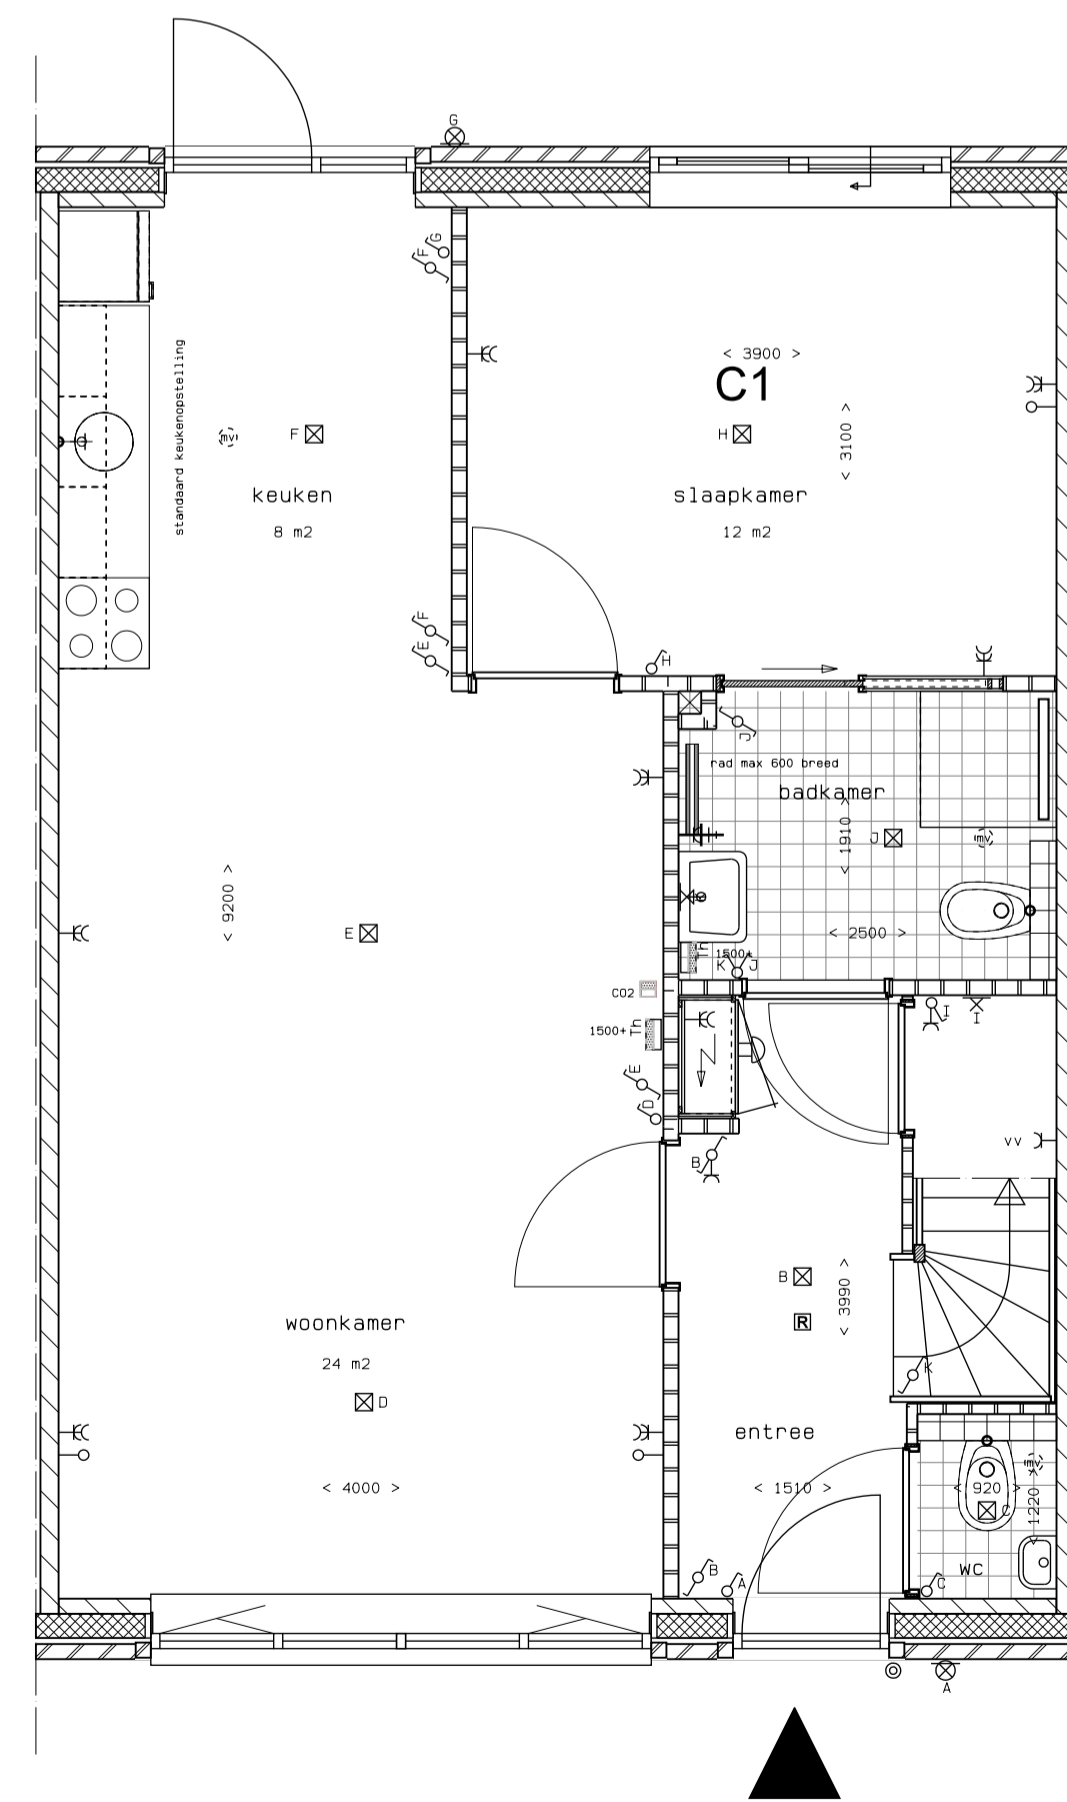 G
G
F
< 3900 >
C1
standaard keukenopstelling
mv
F
H
< 3100 >
keuken
8 m2
slaapkamer
12 m2
F
E
H
J
rad max 600 breed
badkamer
< 1910 >
J
mv
< 9200 >
E
< 2500 >
Th
1500+
K
J
CO2
1500+
Th
I
I
E
D
vv
B
B
< 3990 >
R
woonkamer
24 m2
K
D
entree
mv
< 4000 >
< 1510 >
< 920 >
C
< 1220 >
wc
B
A
C
A